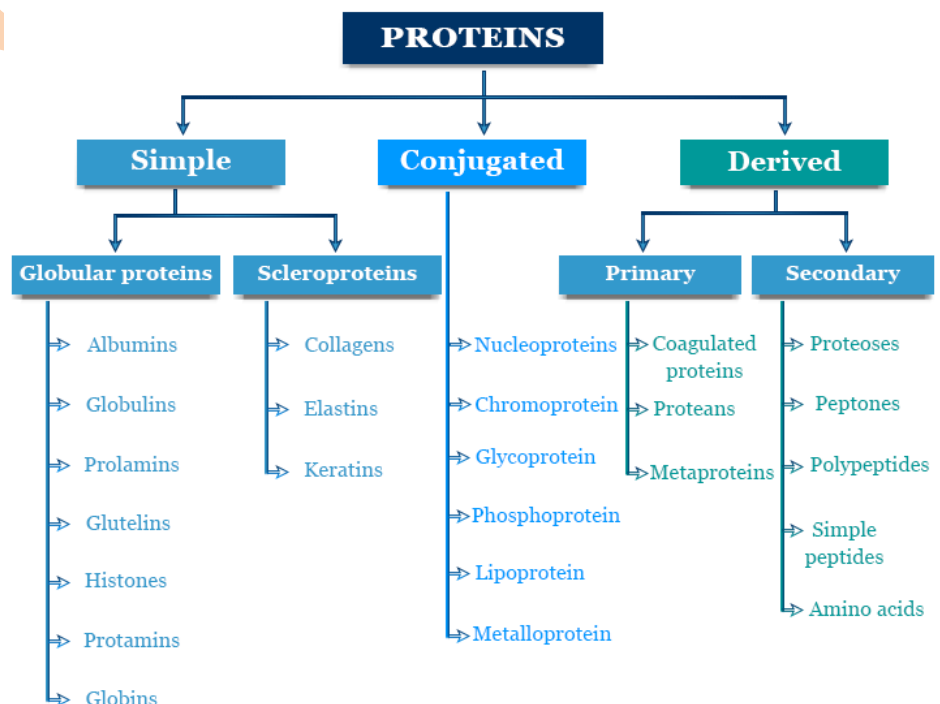 PROTEINS
Simple
Conjugated
Derived
Globular proteins
Scleroproteins
Primary
Secondary
Albumins
Globulins
Prolamins
Glutelins
Histones
Protamins
Globins
Collagens
Elastins
Keratins
Nucleoproteins
Chromoprotein
Glycoprotein
Phosphoprotein
Lipoprotein
Metalloprotein
Coagulated
proteins
Proteans
Metaproteins
Proteoses
Peptones
Polypeptides
Simple
peptides
Amino acids